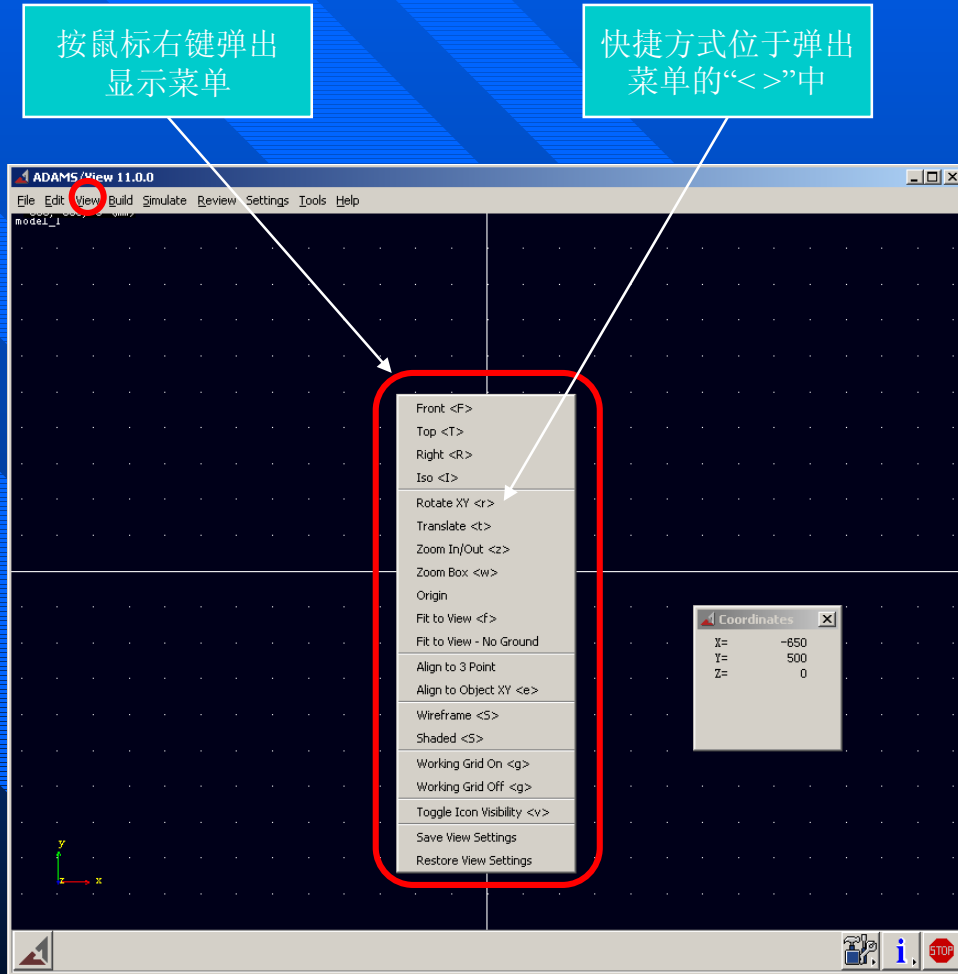 按鼠标右键弹出
显示菜单
快捷方式位于弹出
菜单的“< >”中
ADAMS/View 11.0.0
File Edit View Build Simulate Review Settings Tools Help
model_1
Front <F>
Top <T>
Right <R>
Iso <I>
Rotate XY <r>
Translate <t>
Zoom In/Out <z>
Zoom Box <w>
Origin
Fit to View <f>
Fit to View - No Ground
Align to 3 Point
Align to Object XY <e>
Wireframe <S>
Shaded <S>
Working Grid On <g>
Working Grid Off <g>
Toggle Icon Visibility <v>
Save View Settings
Restore View Settings
Coordinates
X= -650
Y= 500
Z= 0
y
z x
i
STOP